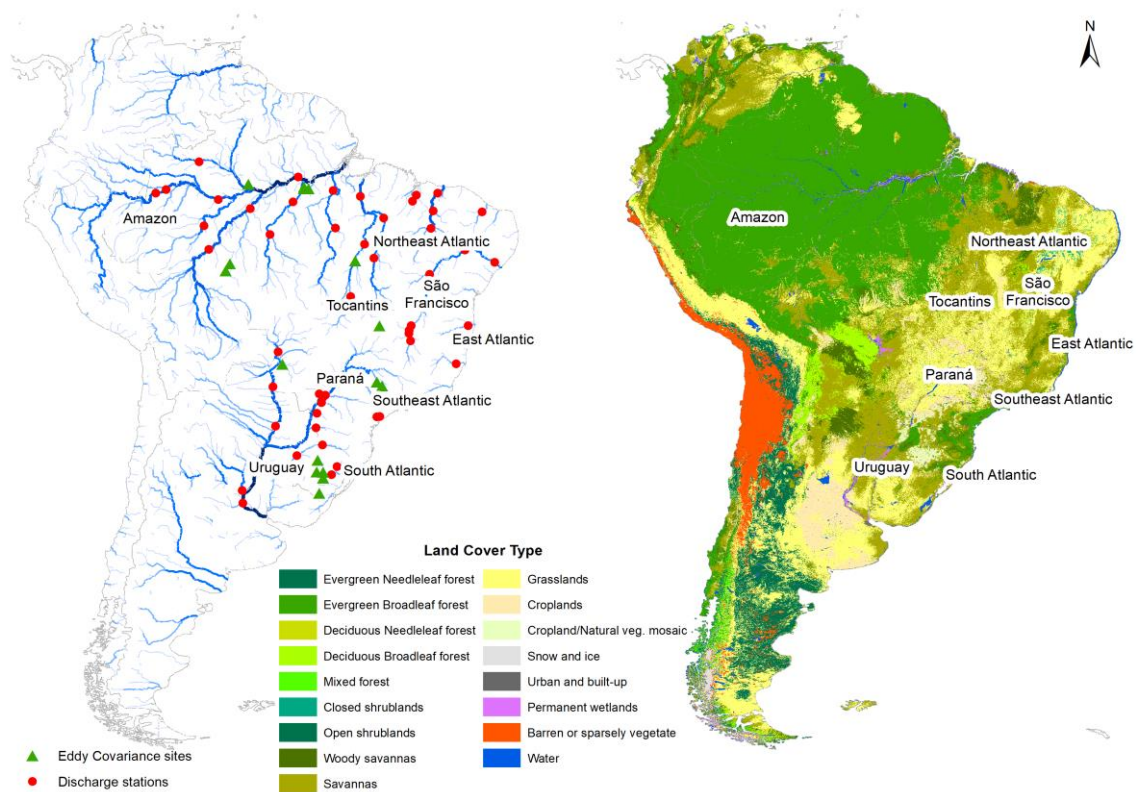 N
Amazon
Northeast Atlantic
Tocantins
São
Francisco
East Atlantic
Paraná
Southeast Atlantic
Uruguay
South Atlantic
Amazon
Northeast Atlantic
Tocantins
São
Francisco
East Atlantic
Paraná
Southeast Atlantic
Uruguay
South Atlantic
Land Cover Type
Evergreen Needleleaf forest
Evergreen Broadleaf forest
Deciduous Needleleaf forest
Deciduous Broadleaf forest
Mixed forest
Closed shrublands
Open shrublands
Woody savannas
Savannas
Grasslands
Croplands
Cropland/Natural veg. mosaic
Snow and ice
Urban and built-up
Permanent wetlands
Barren or sparsely vegetate
Water
Eddy Covariance sites
Discharge stations